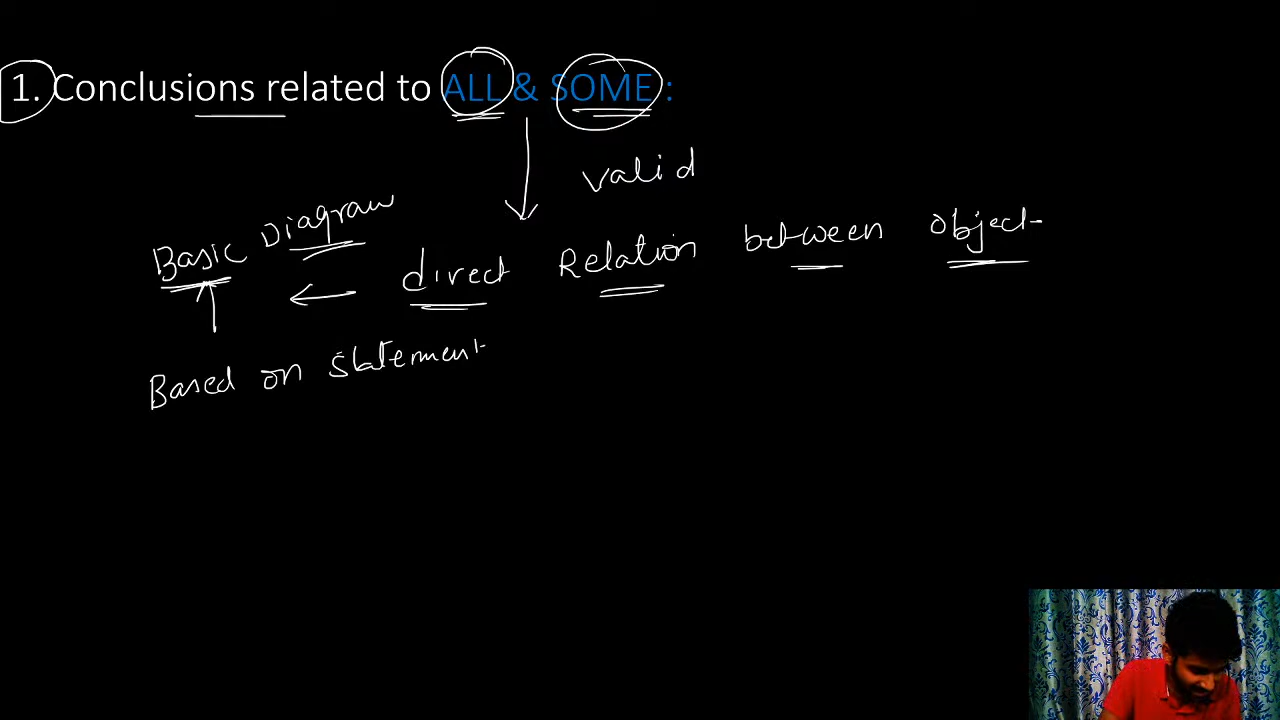 1. Conclusions related to ALL & SOME :
valid
Basic Diagram
direct Relation between object
Based on statement